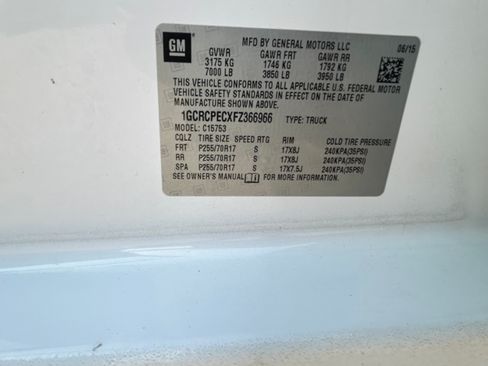 GM
MFD BY GENERAL MOTORS LLC
06/15
GVWR GAWR FRT GAWR RR
3175 KG 1746 KG 1792 KG
7000 LB 3850 LB 3950 LB
THIS VEHICLE CONFORMS TO ALL APPLICABLE U.S. FEDERAL MOTOR
VEHICLE SAFETY STANDARDS IN EFFECT ON THE DATE OF
MANUFACTURE SHOWN ABOVE.
1GCRCPECXFZ366966 TYPE: TRUCK
MODEL: C15753
CQLZ TIRE SIZE SPEED RTG RIM COLD TIRE PRESSURE
FRT P255/70R17 S 17X8J 240KPA(35PSI)
RR P255/70R17 S 17X8J 240KPA(35PSI)
SPA P255/70R17 S 17X7.5J 240KPA(35PSI)
SEE OWNER'S MANUAL FOR MORE INFORMATION.